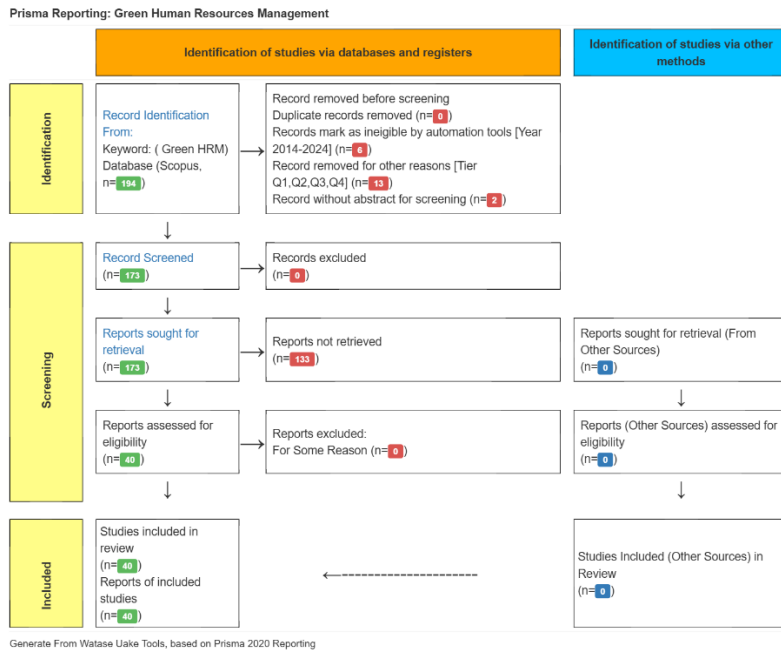 Prisma Reporting: Green Human Resources Management
Identification of studies via databases and registers
Identification of studies via other
methods
Identification
Record Identification
From:
Keyword: ( Green HRM)
Database (Scopus,
n=194)
Record removed before screening
Duplicate records removed (n=0)
Records mark as ineigible by automation tools [Year
2014-2024] (n=6)
Record removed for other reasons [Tier
Q1,Q2,Q3,Q4] (n=13)
Record without abstract for screening (n=2)
Screening
Record Screened
(n=173)
Records excluded
(n=0)
Reports sought for
retrieval
(n=173)
Reports not retrieved
(n=133)
Reports sought for retrieval (From
Other Sources)
(n=0)
Reports assessed for
eligibility
(n=40)
Reports excluded:
For Some Reason (n=0)
Reports (Other Sources) assessed for
eligibility
(n=0)
Included
Studies included in
review
(n=40)
Reports of included
studies
(n=40)
Studies Included (Other Sources) in
Review
(n=0)
Generate From Watase Uake Tools, based on Prisma 2020 Reporting